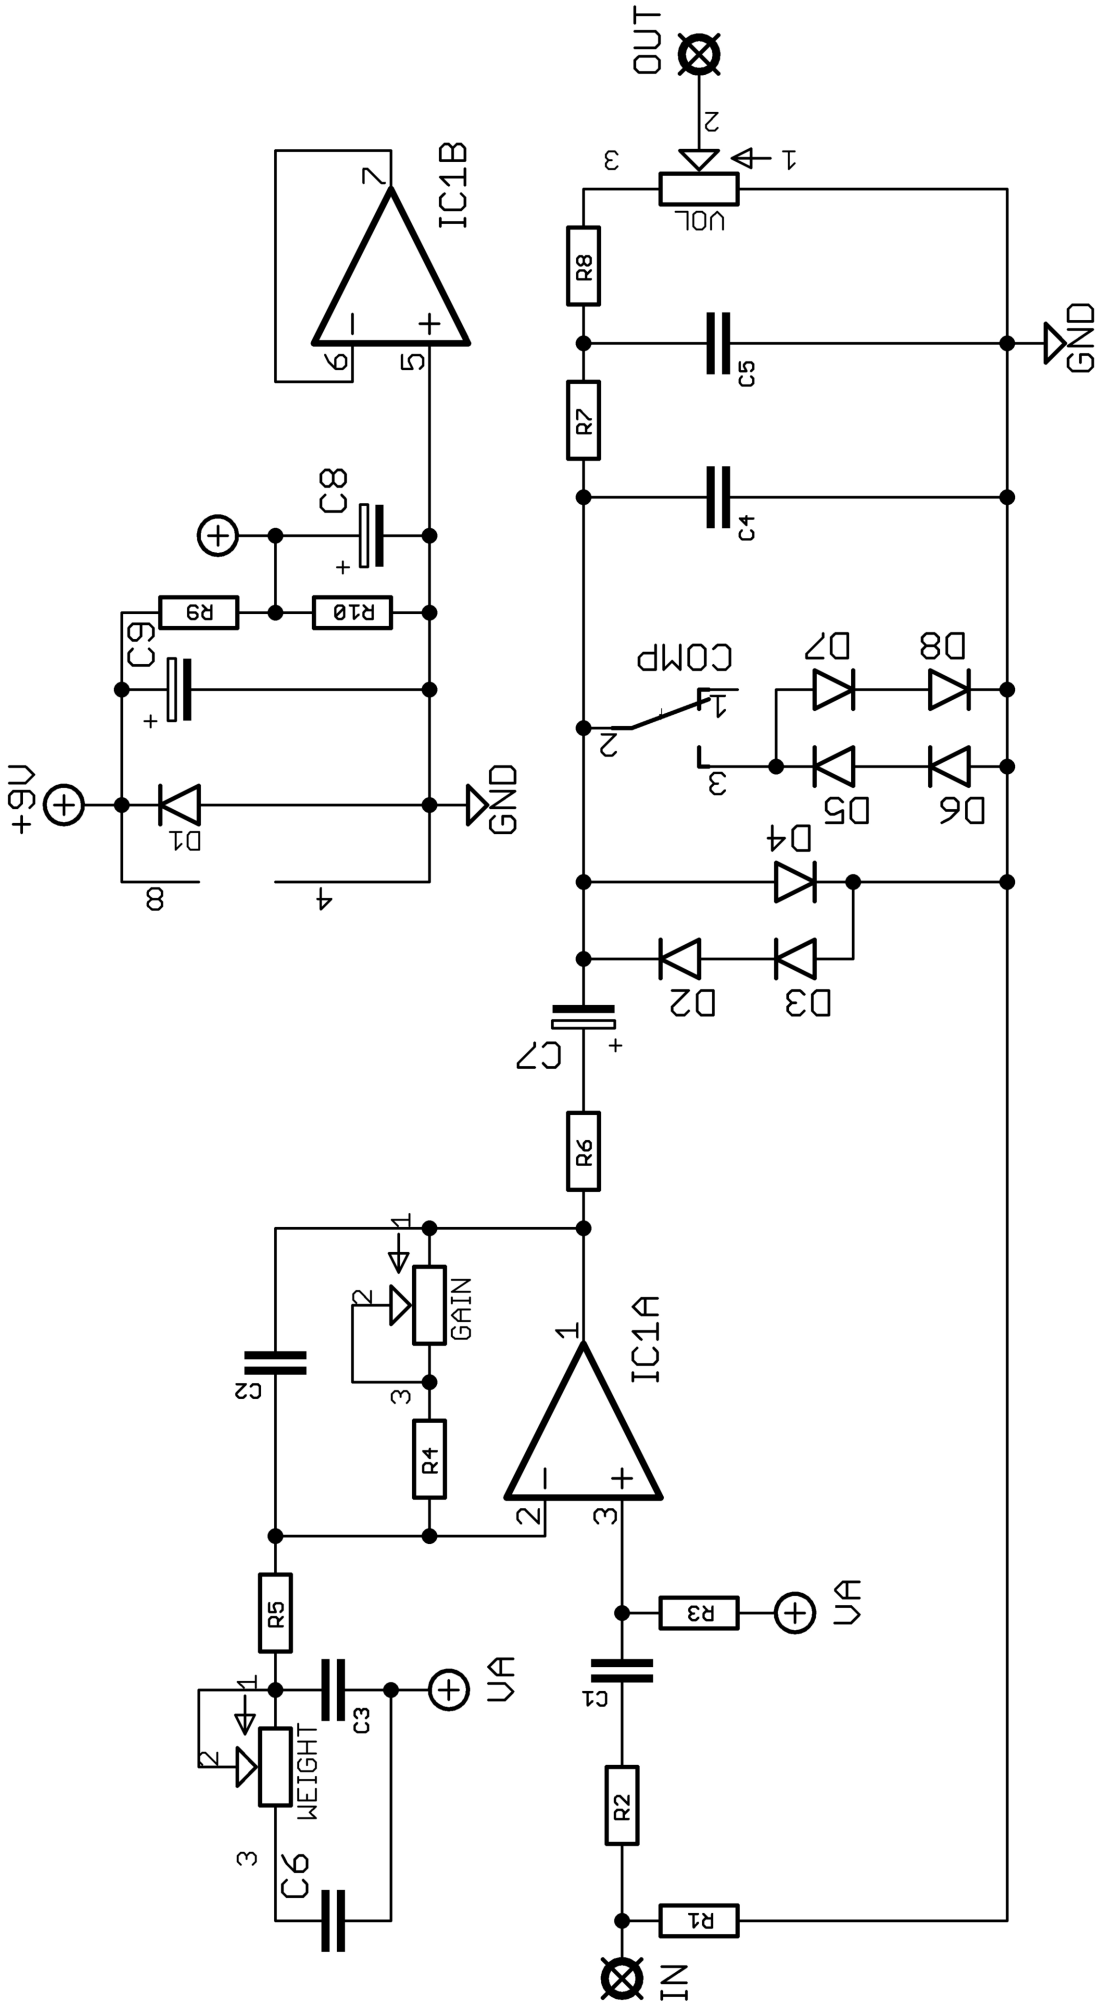 OUT
2
3
1
VOL
7
IC1B
6
5
-
+
R8
R7
C5
GND
C4
C8
+
R9
R10
C9
+
+9V
D1
GND
8
4
COMP
1
2
3
D7
D8
D5
D6
D4
D2
D3
C7
+
R6
C2
1
2
3
GAIN
R4
1
IC1A
2
3
-
+
R5
1
2
3
WEIGHT
C3
VA
C6
C1
R3
VA
R2
R1
IN